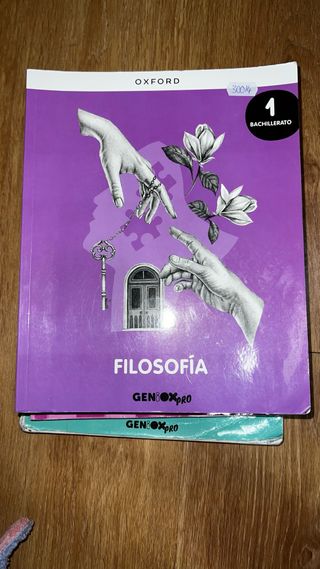 OXFORD
1
BACHILLERATO
FILOSOFÍA
GENiOX PRO
GENiOX PRO